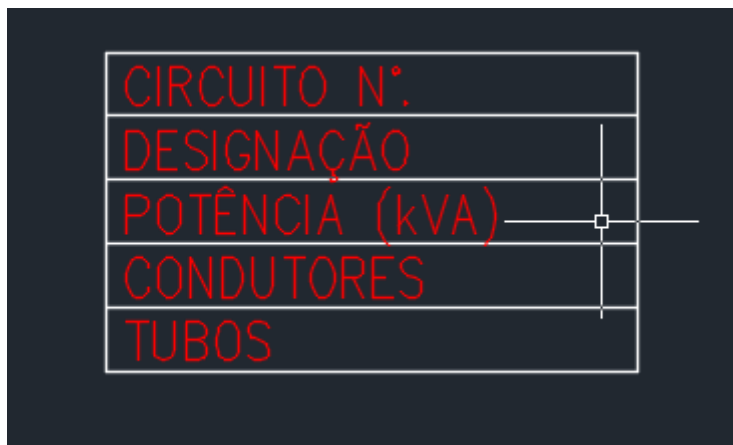 CIRCUITO N°.
DESIGNAÇÃO
POTÊNCIA (kVA)
CONDUTORES
TUBOS